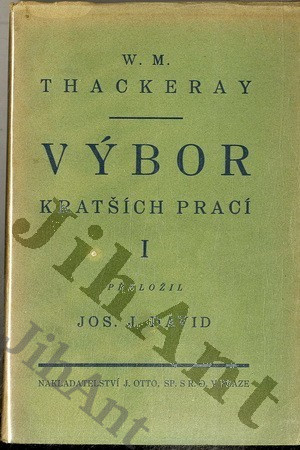 W. M.
THACKERAY
VÝBOR
KRATŠÍCH PRACÍ
I
PŘELOŽIL
JOS. J. DAVID
NAKLADATELSTVÍ J. OTTO, SP. S R. O. V PRAZE
JihAnt
JihAnt